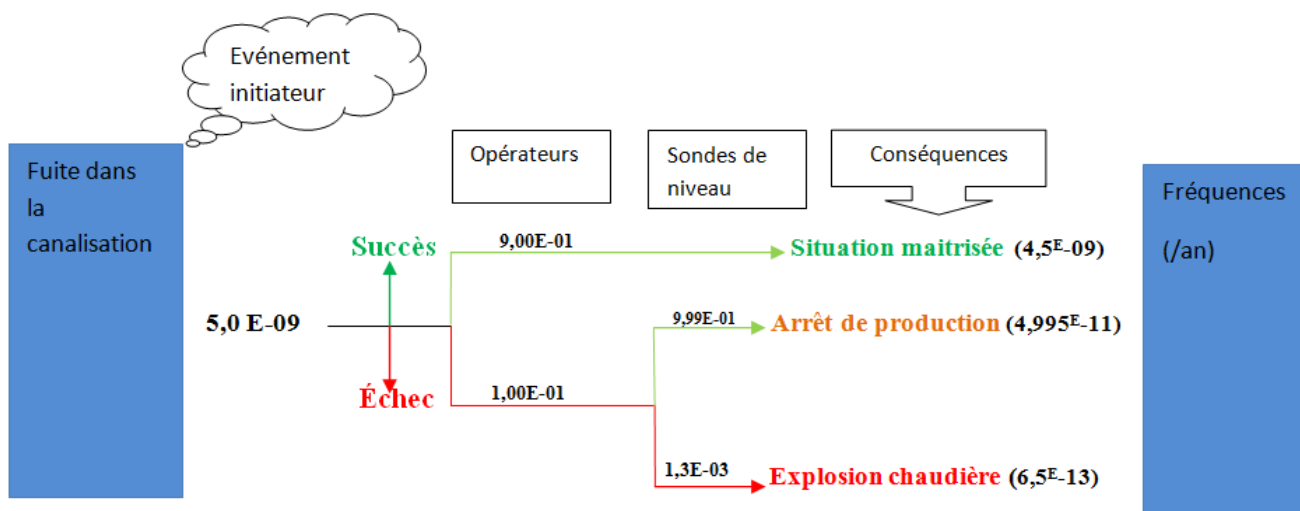 Evénement
initiateur
Fuite dans
la
canalisation
Opérateurs
Sondes de
niveau
Conséquences
Fréquences
(/an)
Succès
9,00E-01
Situation maitrisée (4,5ᴱ-09)
5,0 E-09
9,99E-01
Arrêt de production (4,995ᴱ-11)
Échec
1,00E-01
1,3E-03
Explosion chaudière (6,5ᴱ-13)